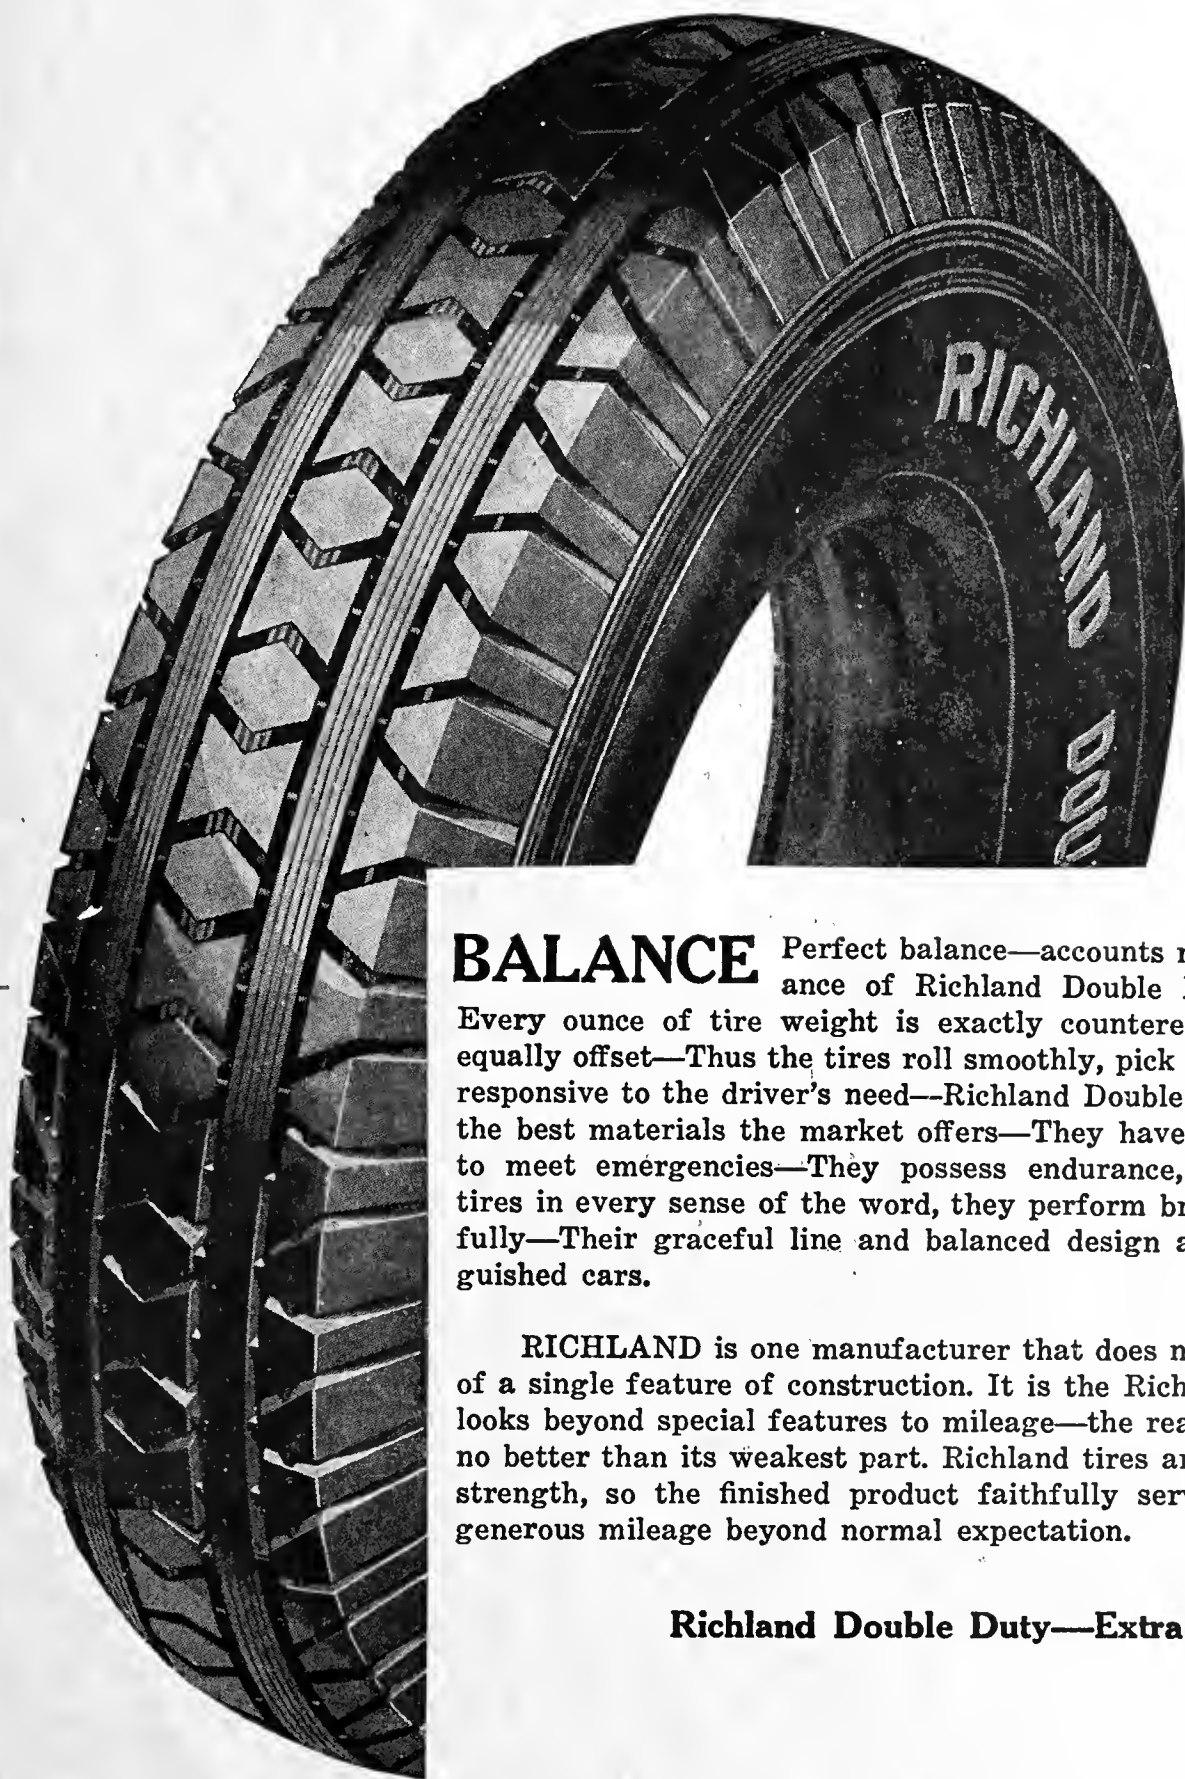 RICHLAND DOU
BALANCE Perfect balance—accounts
ance of Richland Double
Every ounce of tire weight is exactly countere
equally offset—Thus the tires roll smoothly, pick
responsive to the driver's need—Richland Double
the best materials the market offers—They have
to meet emergencies—They possess endurance,
tires in every sense of the word, they perform br
fully—Their graceful line and balanced design a
guished cars.
RICHLAND is one manufacturer that does n
of a single feature of construction. It is the Rich
looks beyond special features to mileage—the rea
no better than its weakest part. Richland tires ar
strength, so the finished product faithfully ser
generous mileage beyond normal expectation.
Richland Double Duty—Extra